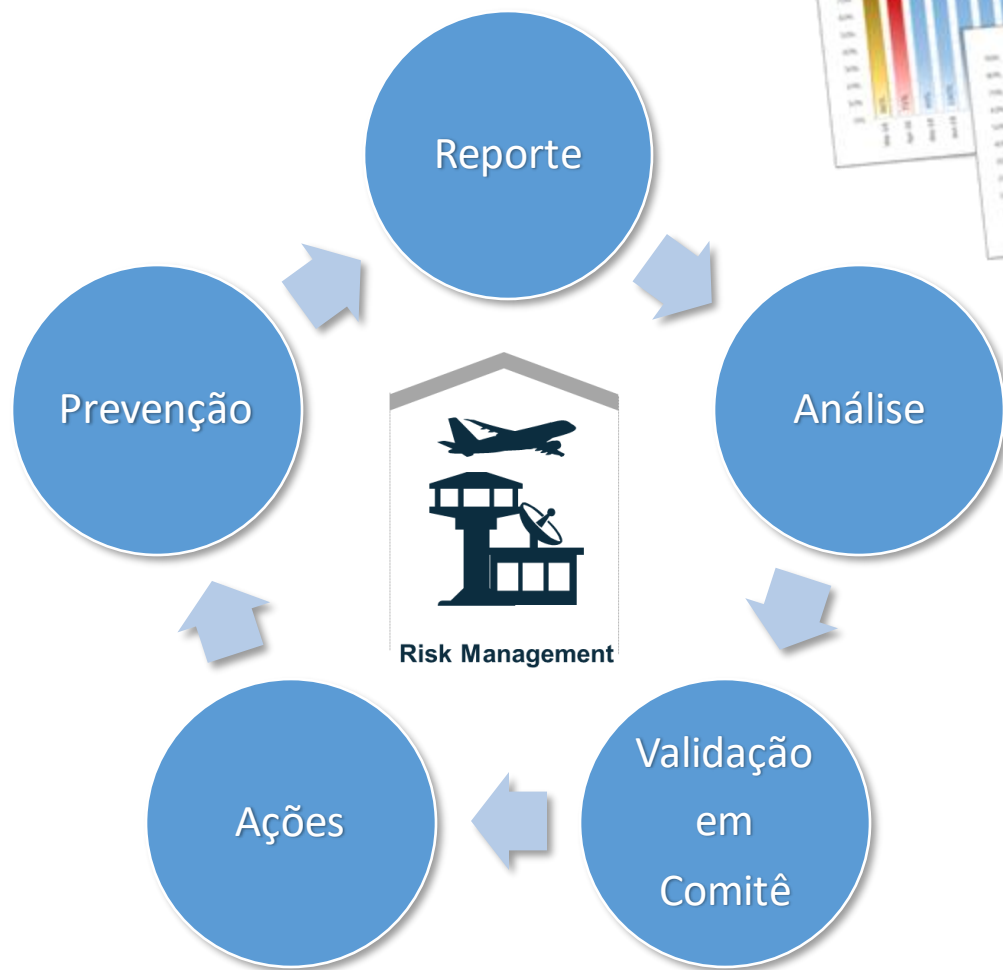 Reporte
Prevenção
Análise
Risk Management
Ações
Validação
em
Comitê